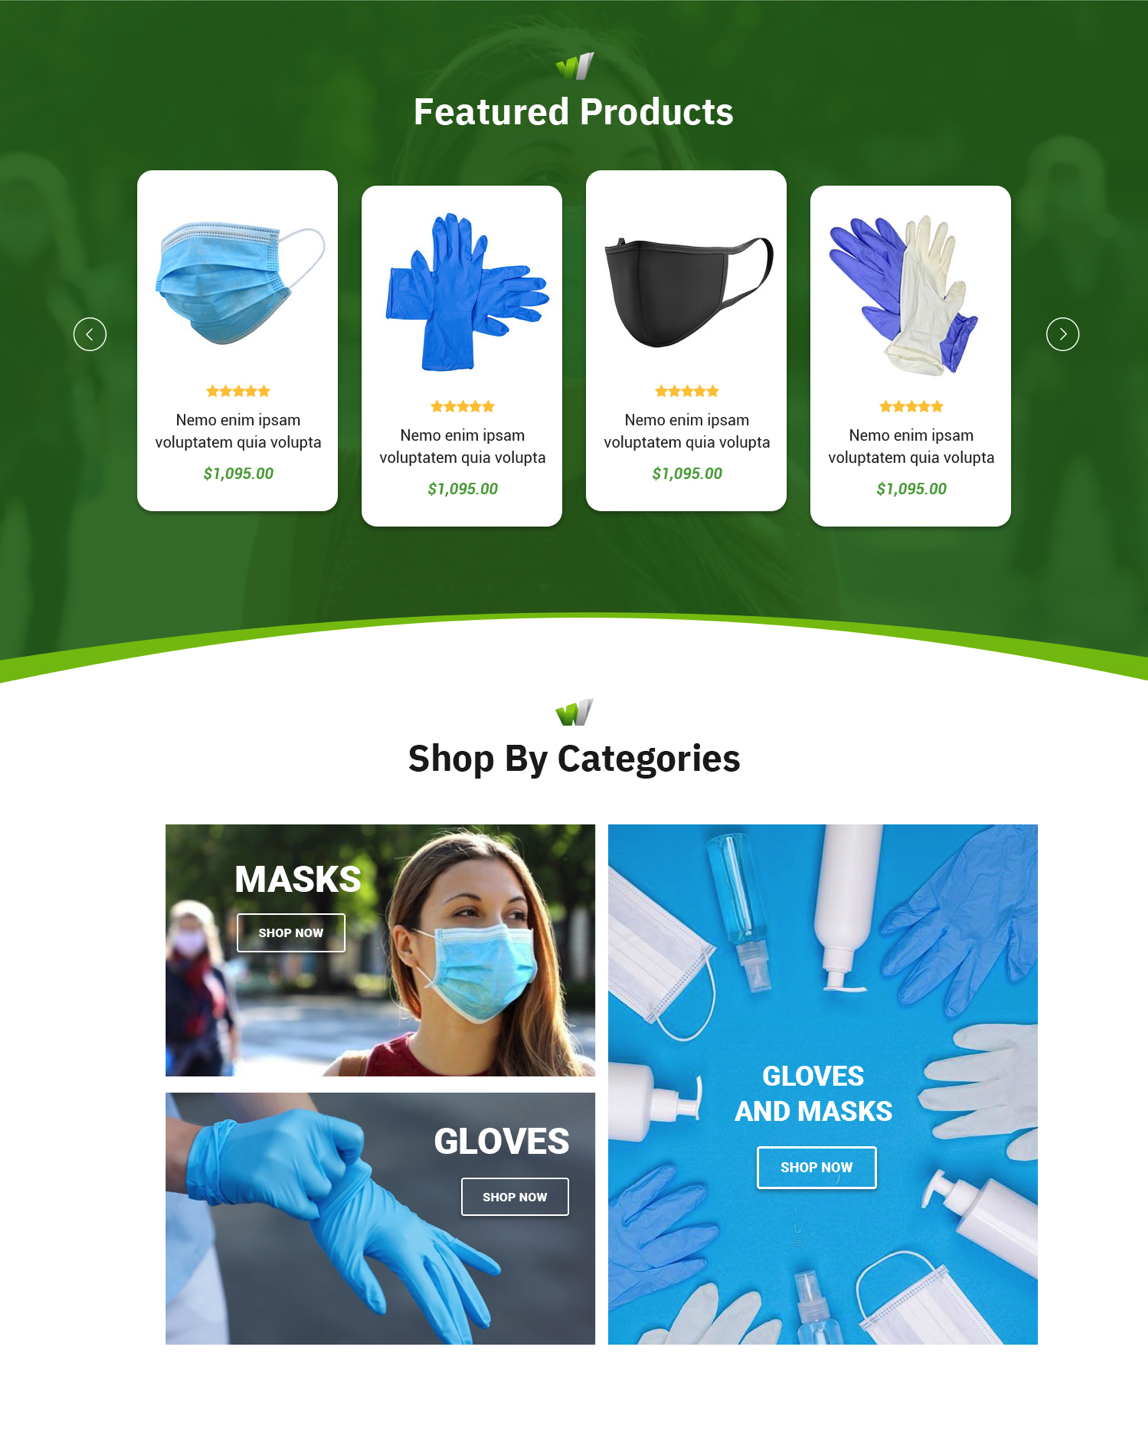 Featured Products
Nemo enim ipsam
voluptatem quia volupta
$1,095.00
Nemo enim ipsam
voluptatem quia volupta
$1,095.00
Nemo enim ipsam
voluptatem quia volupta
$1,095.00
Nemo enim ipsam
voluptatem quia volupta
$1,095.00
Shop By Categories
MASKS
SHOP NOW
GLOVES
SHOP NOW
GLOVES
AND MASKS
SHOP NOW